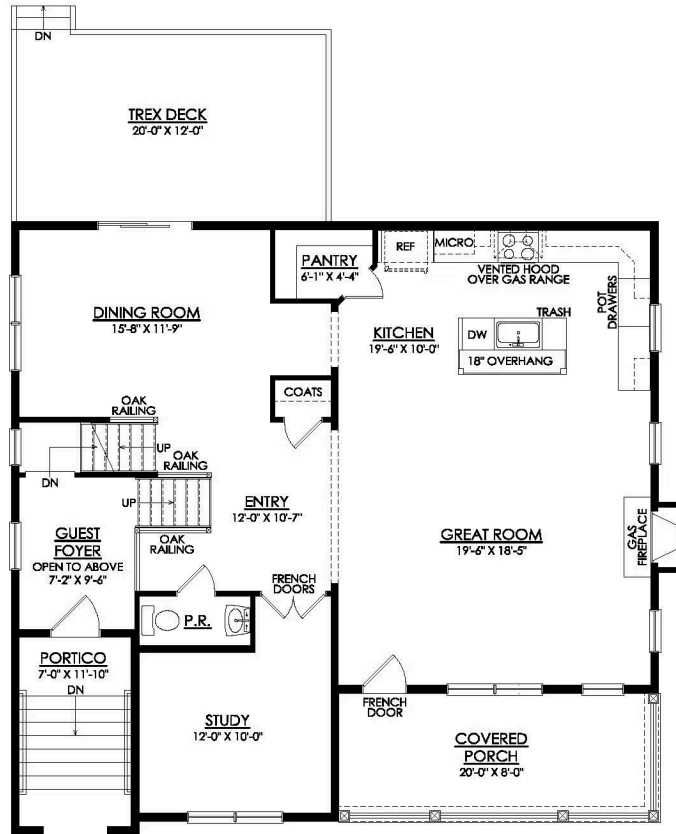 DN
TREX DECK
20'-0" X 12'-0"
PANTRY
6'-1" X 4'-4"
REF
MICRO
VENTED HOOD
OVER GAS RANGE
POT
DRAWERS
DINING ROOM
15'-8" X 11'-9"
KITCHEN
19'-6" X 10'-0"
TRASH
DW
18" OVERHANG
COATS
OAK
RAILING
UP
OAK
RAILING
DN
UP
ENTRY
12'-0" X 10'-7"
GUEST
FOYER
OPEN TO ABOVE
7'-2" X 9'-6"
OAK
RAILING
GREAT ROOM
19'-6" X 18'-5"
GAS
FIREPLACE
FRENCH
DOORS
P.R.
PORTICO
7'-0" X 11'-10"
DN
STUDY
12'-0" X 10'-0"
FRENCH
DOOR
COVERED
PORCH
20'-0" X 8'-0"